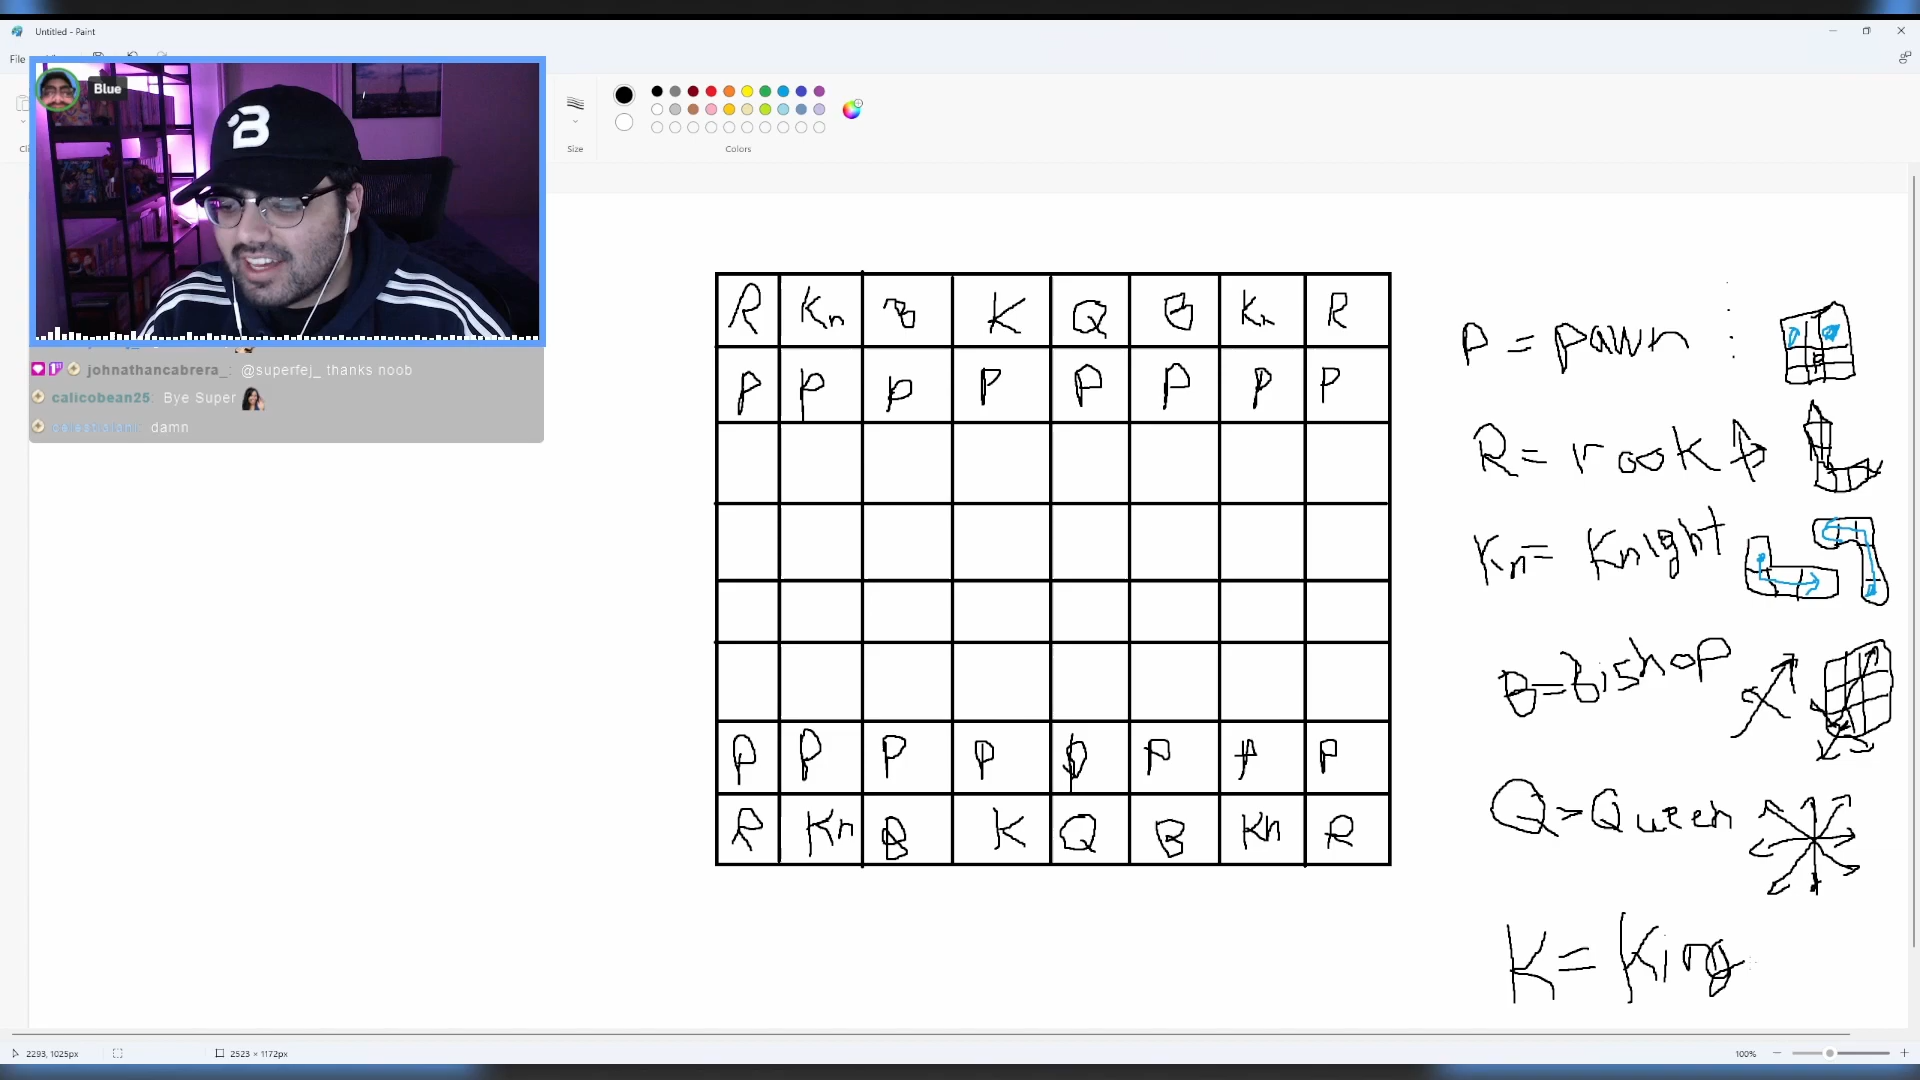 Untitled - Paint
File
Blue
B
Size
Colors
johnathancabrera_: @superfej_ thanks noob
calicobean25: Bye Super
damn
R Kn B K Q B Kn R
P P P P P P P P
P P P P P P P P
R Kn B K Q B Kn R
P = Pawn :
R = rook
Kn = Knight
B = Bishop
Q = Queen
K = King
2293, 1025px
2523 × 1172px
100%